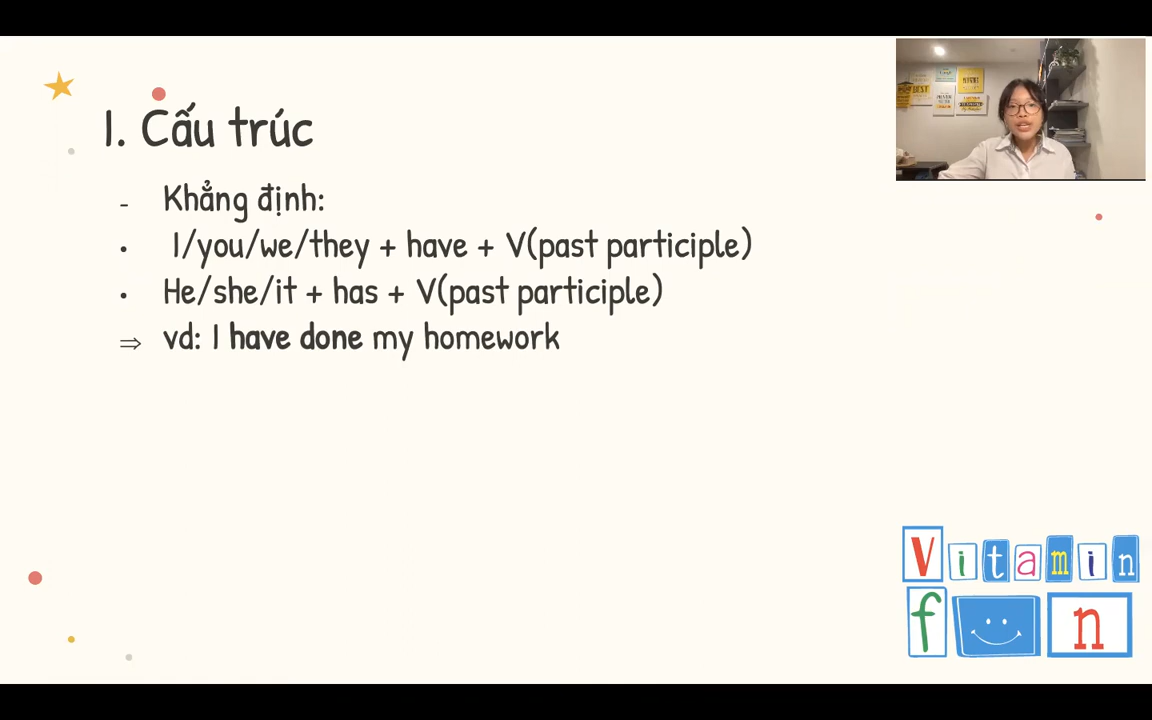 I. Cấu trúc
- Khẳng định:
• I/you/we/they + have + V(past participle)
• He/she/it + has + V(past participle)
⇒ vd: I have done my homework
Vitamin
fun